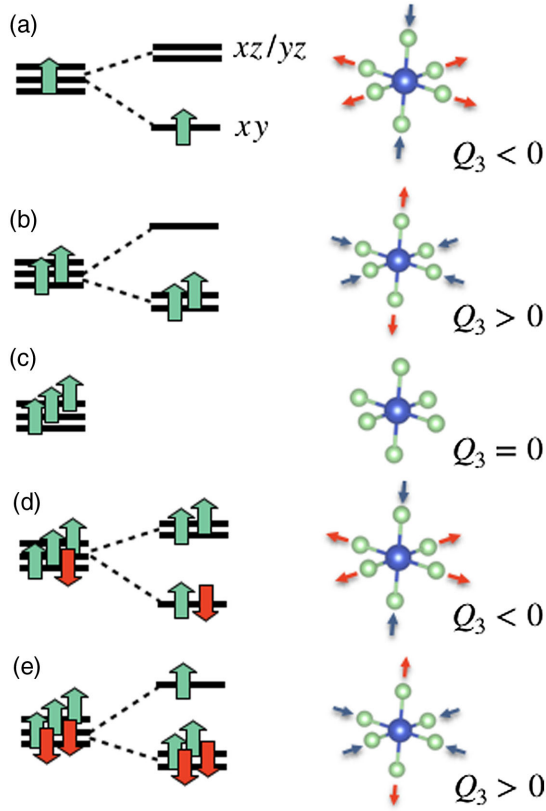 (a)
xz/yz
xy
Q₃ < 0
(b)
Q₃ > 0
(c)
Q₃ = 0
(d)
Q₃ < 0
(e)
Q₃ > 0